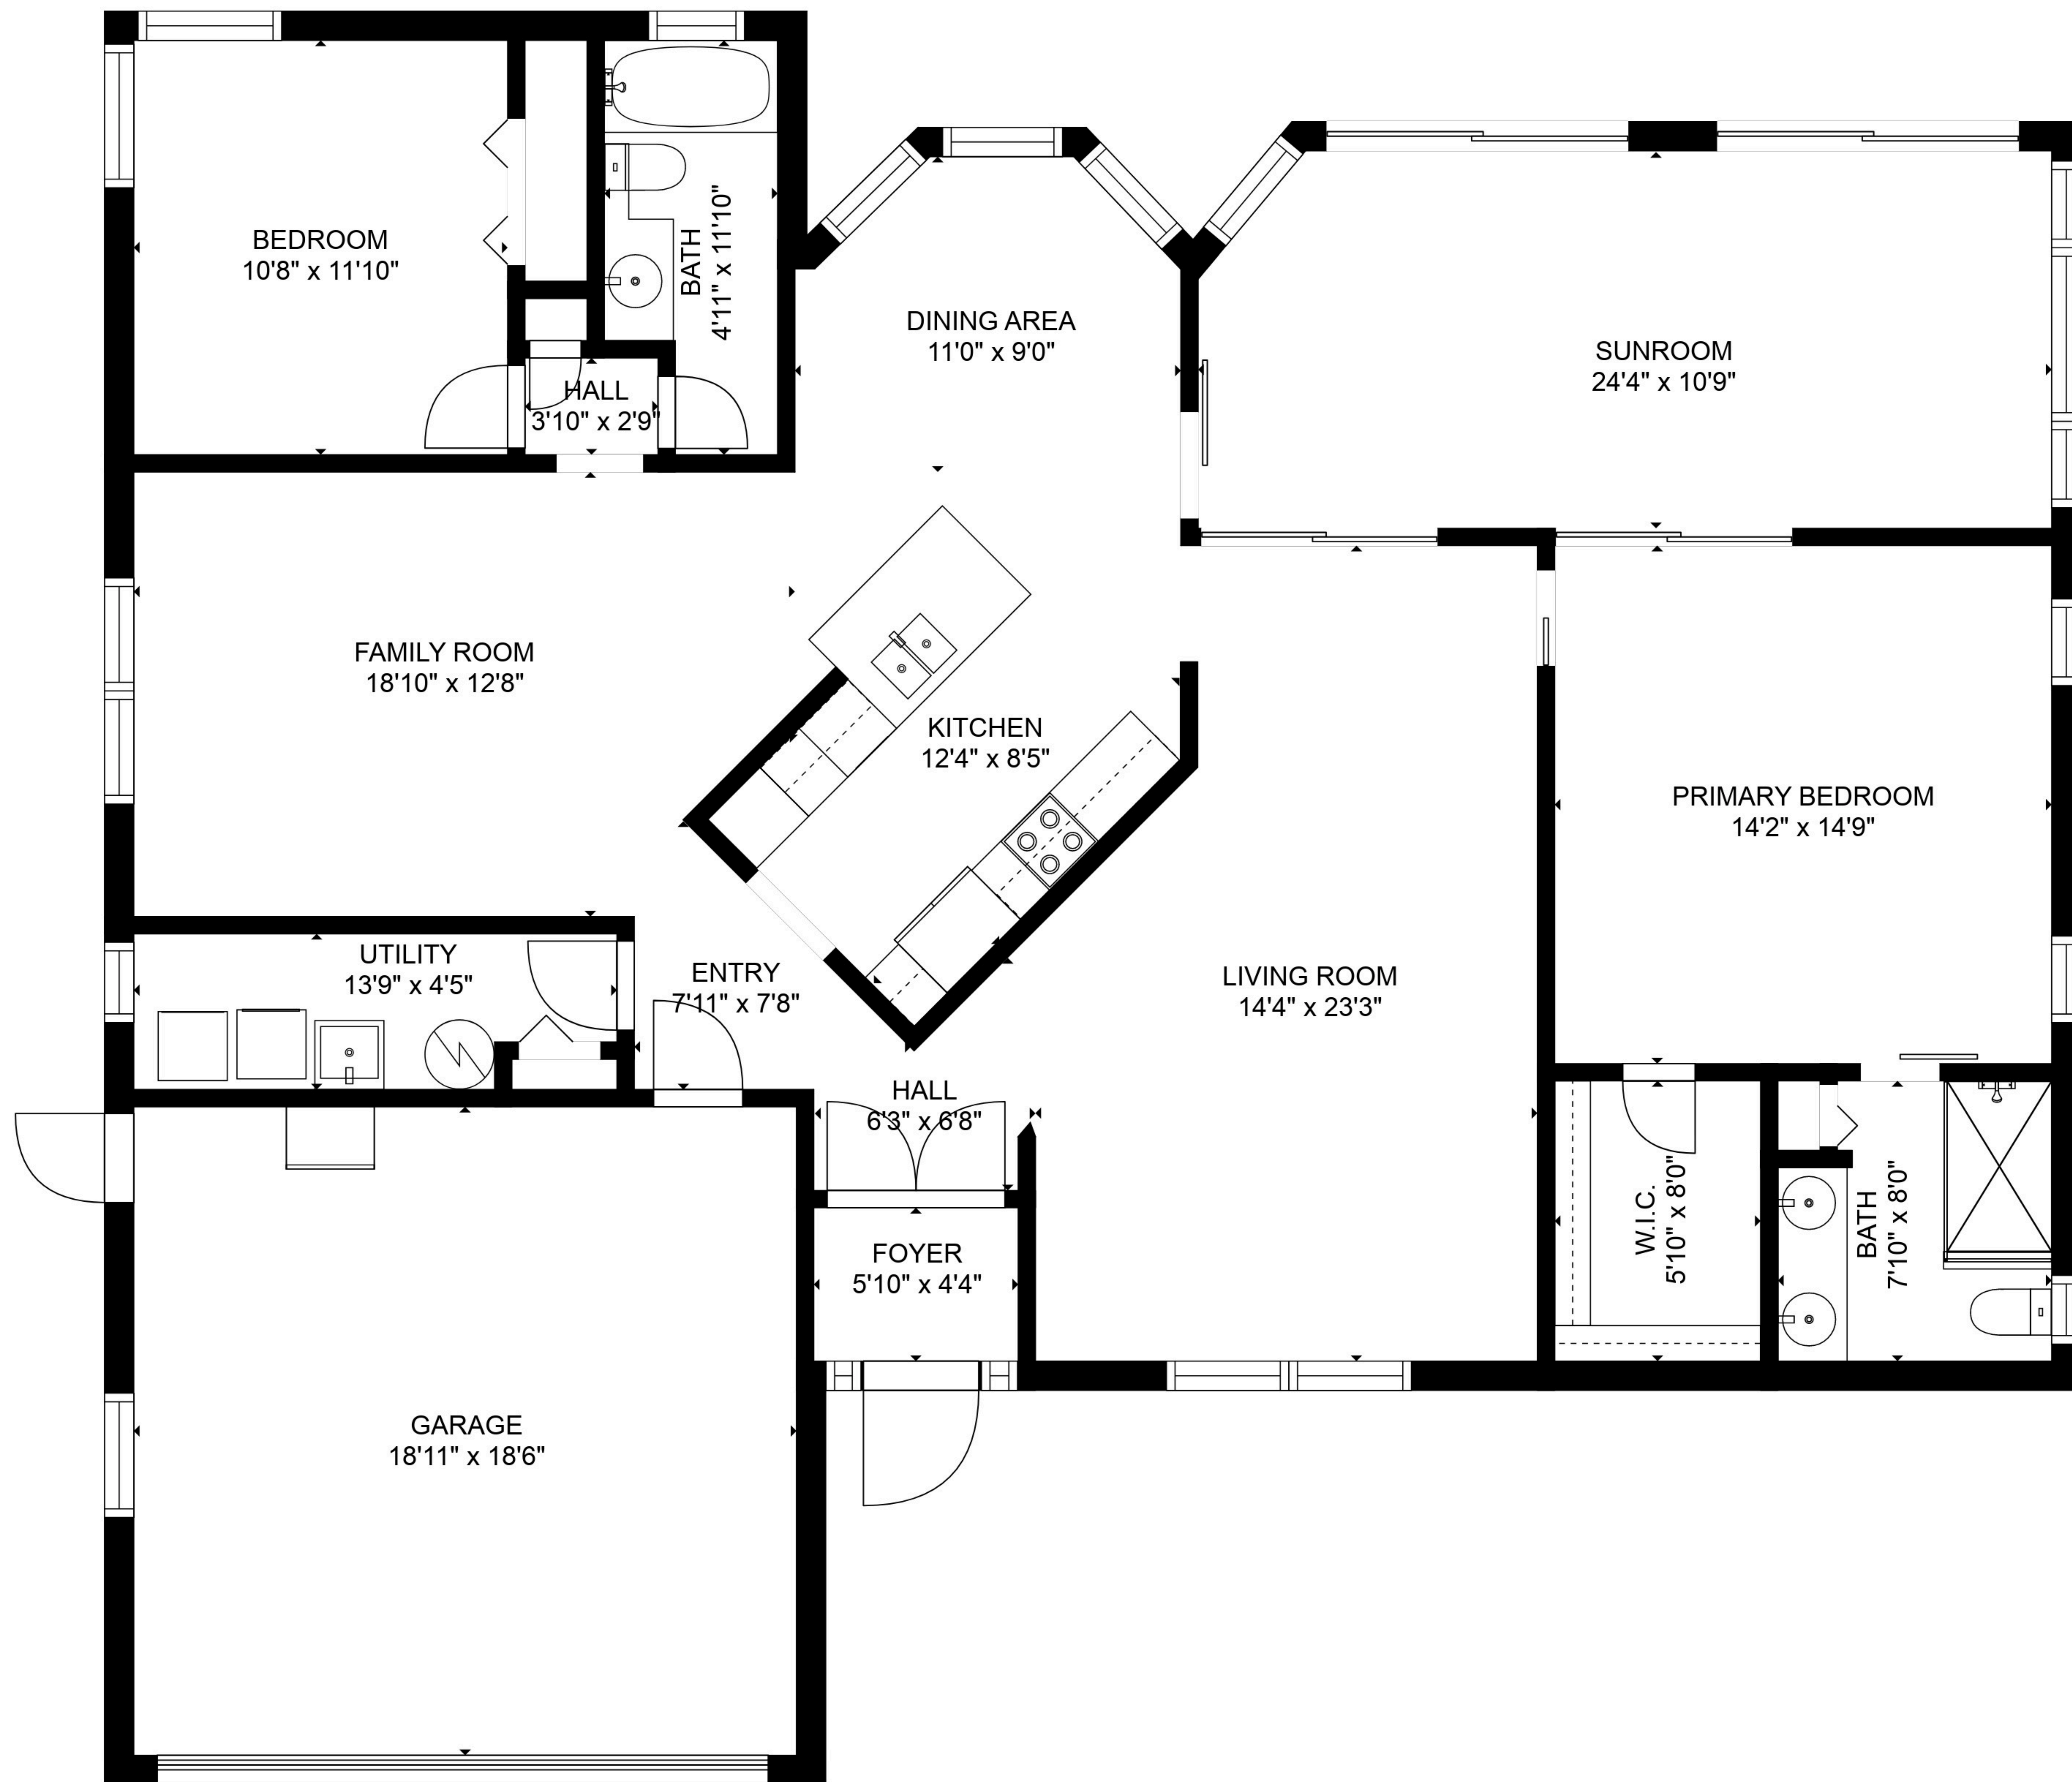 BEDROOM
10'8" x 11'10"
BATH
4'11" x 11'10"
HALL
3'10" x 2'9"
DINING AREA
11'0" x 9'0"
SUNROOM
24'4" x 10'9"
FAMILY ROOM
18'10" x 12'8"
KITCHEN
12'4" x 8'5"
PRIMARY BEDROOM
14'2" x 14'9"
UTILITY
13'9" x 4'5"
ENTRY
7'11" x 7'8"
LIVING ROOM
14'4" x 23'3"
HALL
6'3" x 6'8"
W.I.C.
5'10" x 8'0"
BATH
7'10" x 8'0"
FOYER
5'10" x 4'4"
GARAGE
18'11" x 18'6"